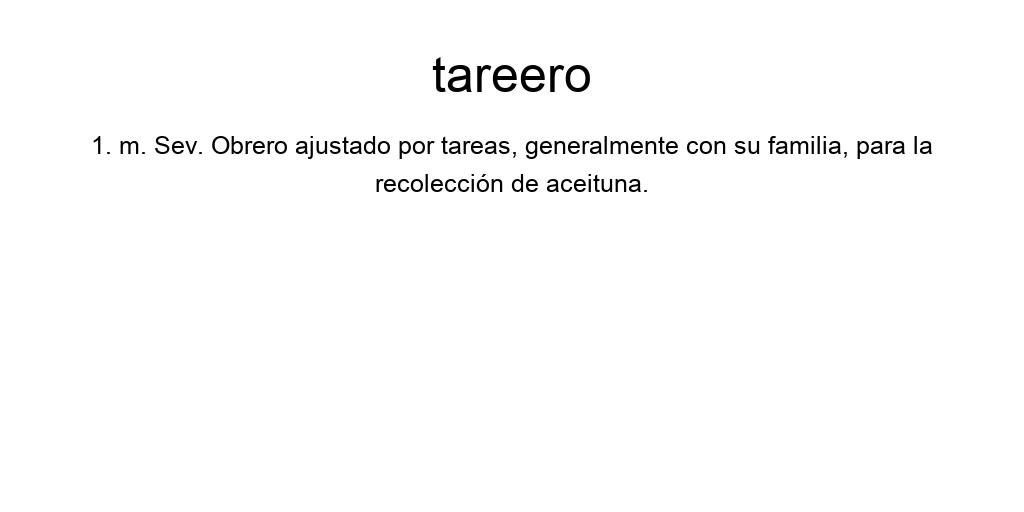 tareero
1. m. Sev. Obrero ajustado por tareas, generalmente con su familia, para la
recolección de aceituna.